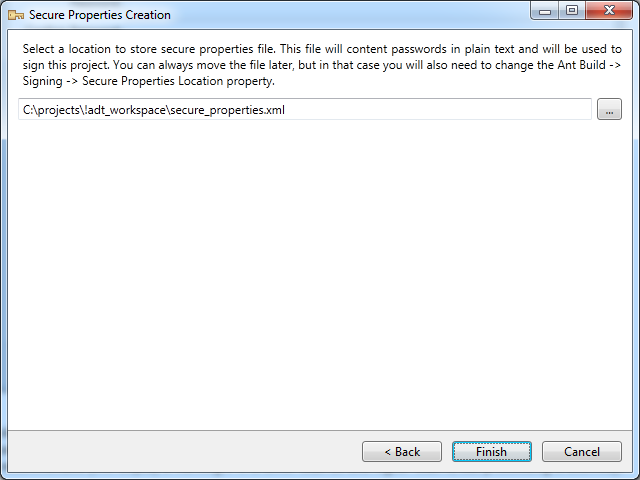 Secure Properties Creation
Select a location to store secure properties file. This file will content passwords in plain text and will be used to
sign this project. You can always move the file later, but in that case you will also need to change the Ant Build ->
Signing -> Secure Properties Location property.
C:\projects\!adt_workspace\secure_properties.xml
...
< Back
Finish
Cancel